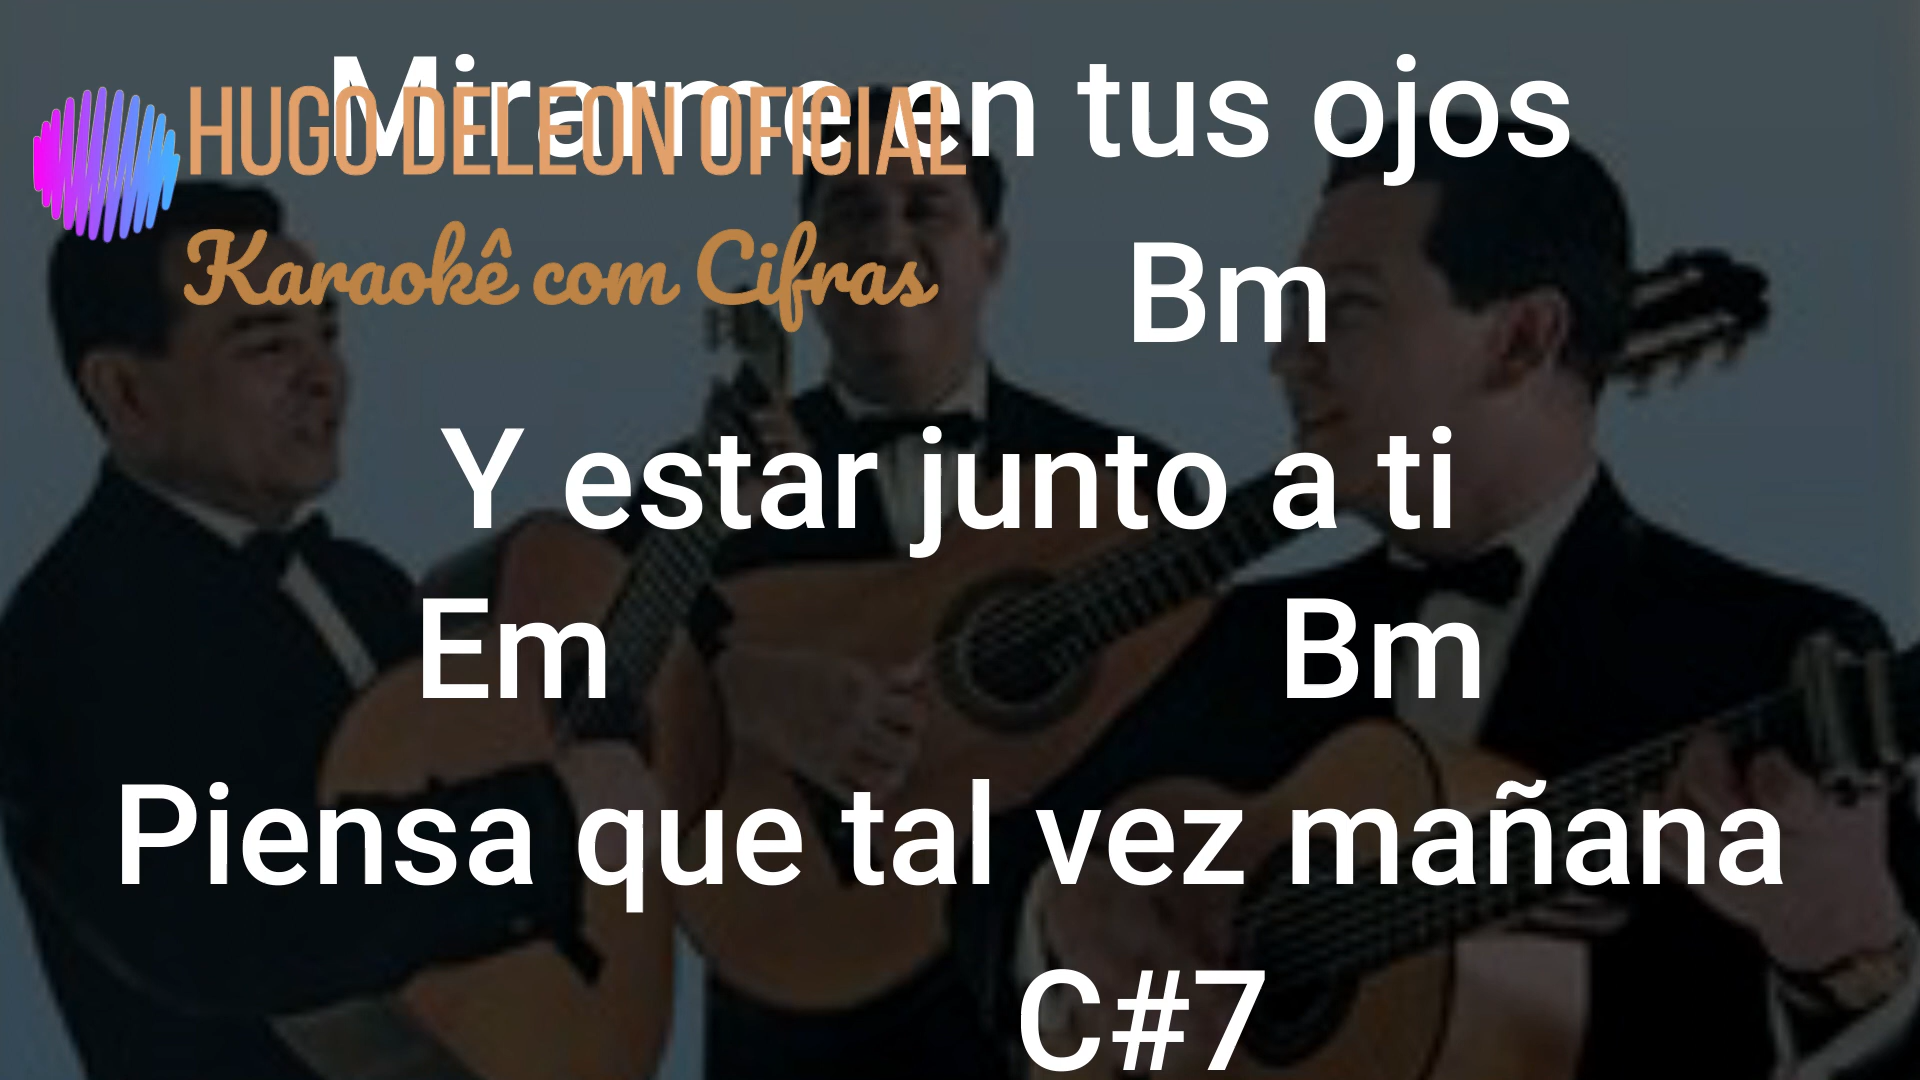 Mirarme en tus ojos
HUGO DELEON OFICIAL
Karaokê com Cifras
Bm
Y estar junto a ti
Em Bm
Piensa que tal vez mañana
C#7